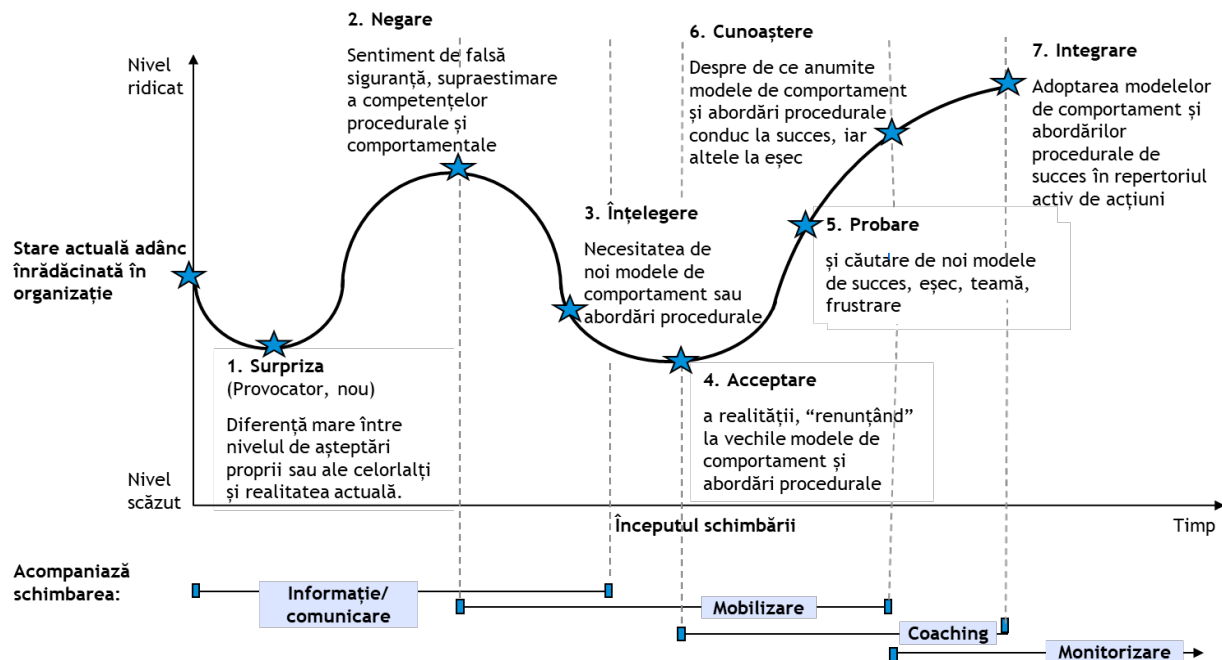 2. Negare
Sentiment de falsă
siguranță, supraestimare
a competențelor
procedurale și
comportamentale
6. Cunoaștere
Despre de ce anumite
modele de comportament
și abordări procedurale
conduc la succes, iar
altele la eșec
7. Integrare
Adoptarea modelelor
de comportament și
abordărilor
procedurale de
succes în repertoriul
activ de acțiuni
Nivel
ridicat
Stare actuală adânc
înrădăcinată în
organizație
3. Înțelegere
Necesitatea de
noi modele de
comportament sau
abordări procedurale
5. Probare
și căutare de noi modele
de succes, eșec, teamă,
frustrare
1. Surpriza
(Provocator, nou)
Diferență mare între
nivelul de așteptări
proprii sau ale celorlalți
și realitatea actuală.
4. Acceptare
a realității, “renunțând”
la vechile modele de
comportament și
abordări procedurale
Nivel
scăzut
Începutul schimbării
Timp
Acompaniază
schimbarea:
Informație/
comunicare
Mobilizare
Coaching
Monitorizare